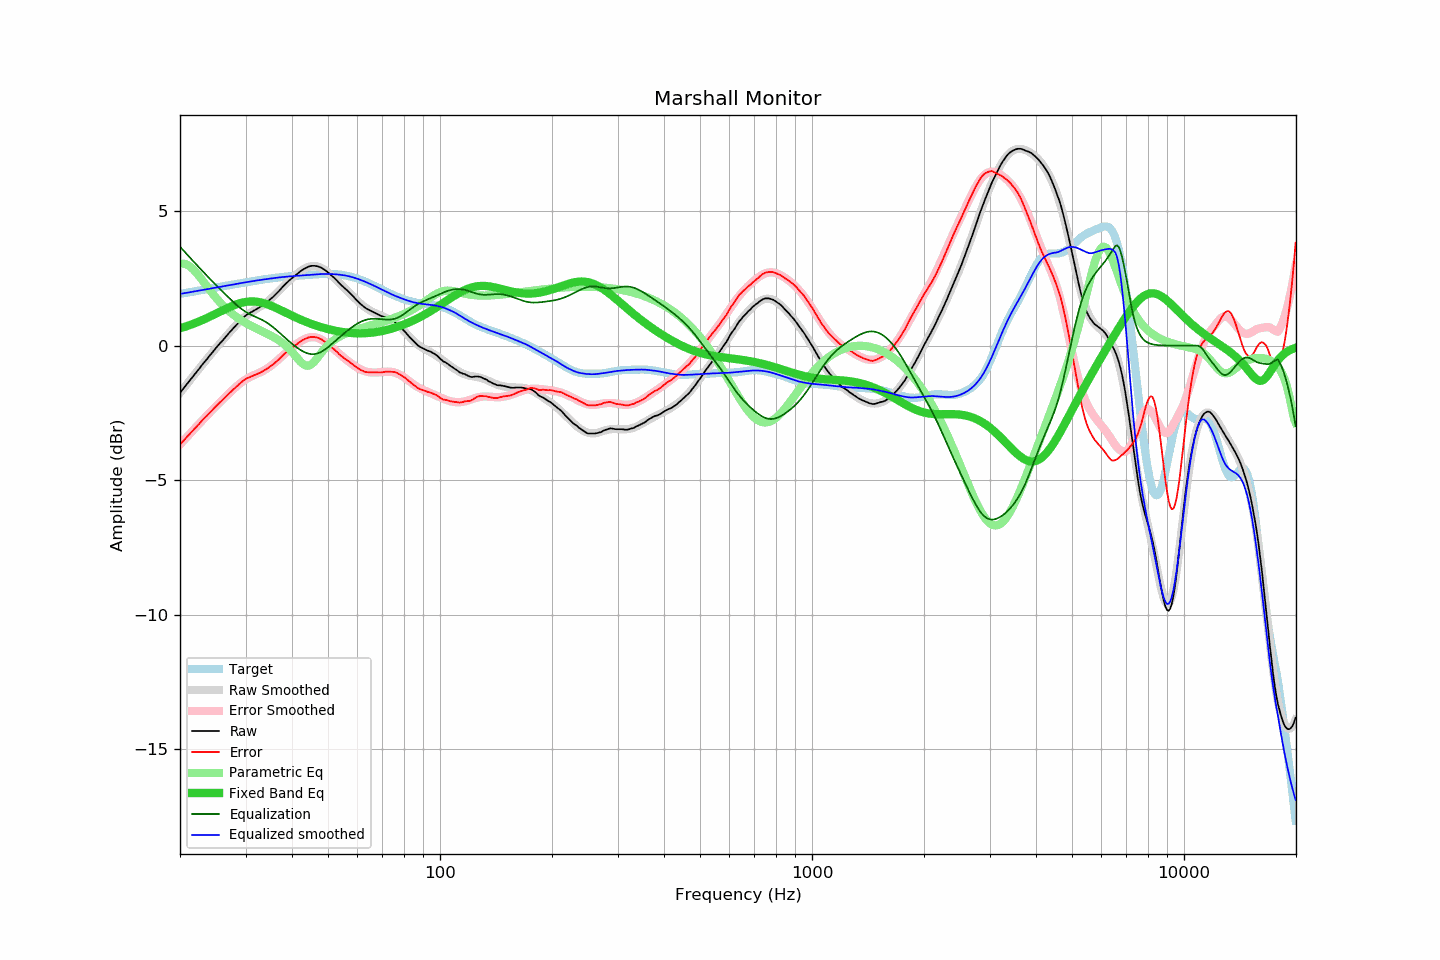 Marshall Monitor
5
0
−5
−10
−15
Amplitude (dBr)
Target
Raw Smoothed
Error Smoothed
Raw
Error
Parametric Eq
Fixed Band Eq
Equalization
Equalized smoothed
100
1000
10000
Frequency (Hz)